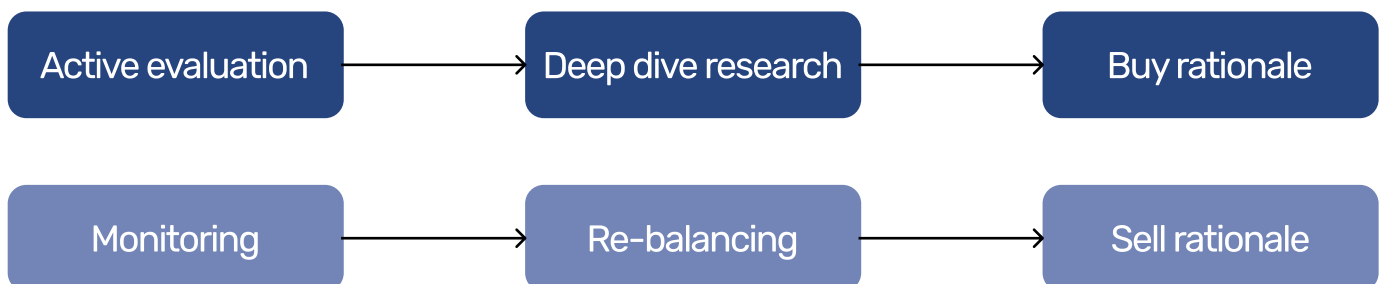 Active evaluation
Deep dive research
Buy rationale
Monitoring
Re-balancing
Sell rationale